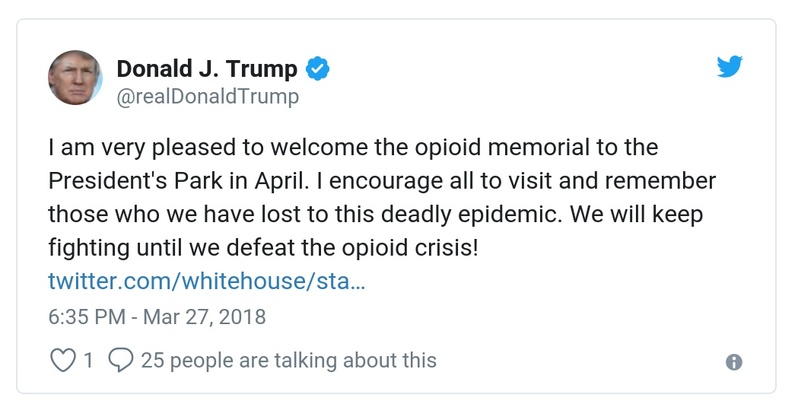 Donald J. Trump
@realDonaldTrump
I am very pleased to welcome the opioid memorial to the
President's Park in April. I encourage all to visit and remember
those who we have lost to this deadly epidemic. We will keep
fighting until we defeat the opioid crisis!
twitter.com/whitehouse/sta…
6:35 PM - Mar 27, 2018
1 25 people are talking about this